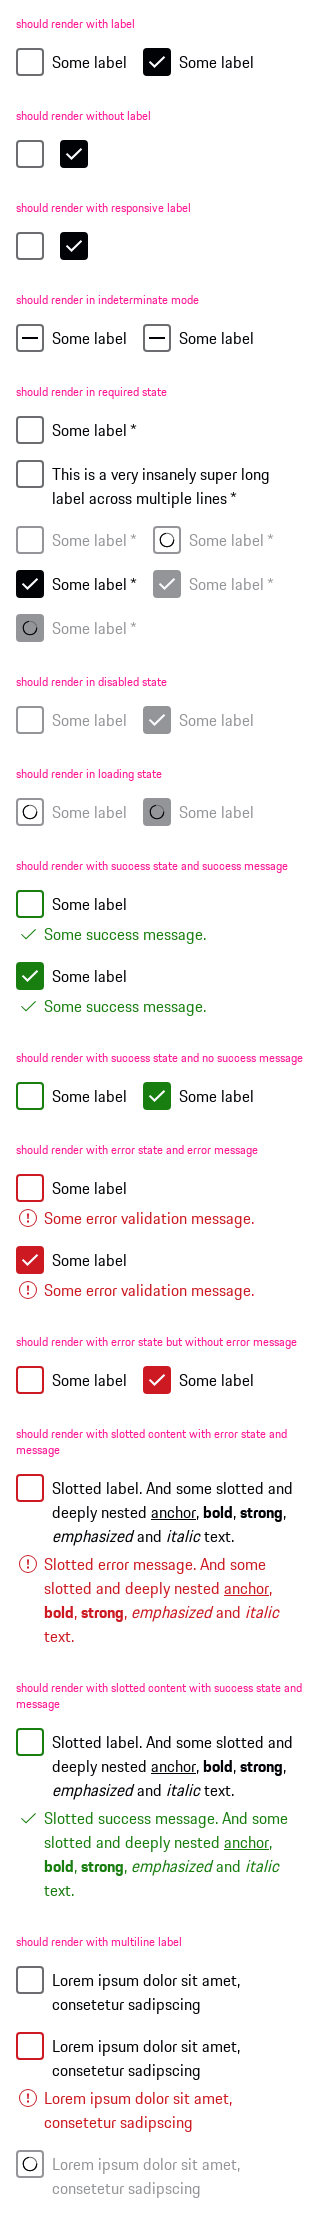 should render with label
Some label Some label
should render without label
should render with responsive label
should render in indeterminate mode
Some label Some label
should render in required state
Some label *
This is a very insanely super long
label across multiple lines *
Some label * Some label *
Some label * Some label *
Some label *
should render in disabled state
Some label Some label
should render in loading state
Some label Some label
should render with success state and success message
Some label
Some success message.
Some label
Some success message.
should render with success state and no success message
Some label Some label
should render with error state and error message
Some label
Some error validation message.
Some label
Some error validation message.
should render with error state but without error message
Some label Some label
should render with slotted content with error state and
message
Slotted label. And some slotted and
deeply nested anchor, bold, strong,
emphasized and italic text.
Slotted error message. And some
slotted and deeply nested anchor,
bold, strong, emphasized and italic
text.
should render with slotted content with success state and
message
Slotted label. And some slotted and
deeply nested anchor, bold, strong,
emphasized and italic text.
Slotted success message. And some
slotted and deeply nested anchor,
bold, strong, emphasized and italic
text.
should render with multiline label
Lorem ipsum dolor sit amet,
consetetur sadipscing
Lorem ipsum dolor sit amet,
consetetur sadipscing
Lorem ipsum dolor sit amet,
consetetur sadipscing
Lorem ipsum dolor sit amet,
consetetur sadipscing